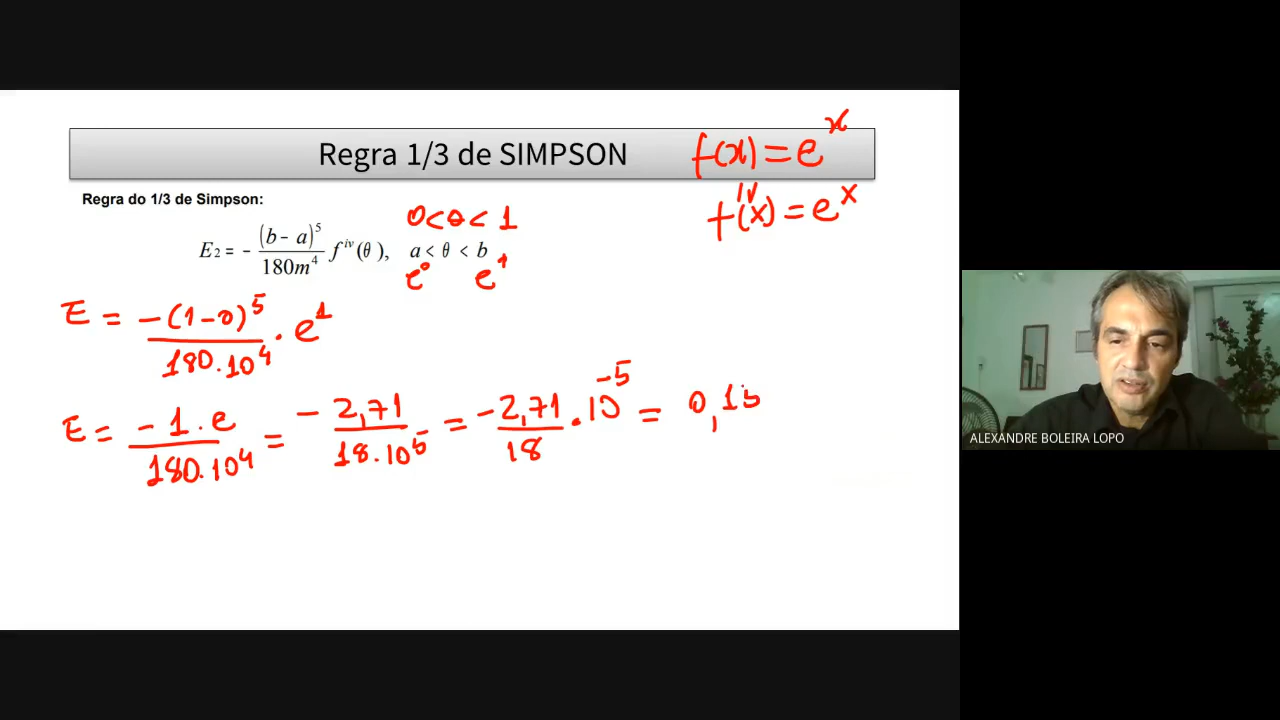 Regra 1/3 de SIMPSON
f(x) = e^x
Regra do 1/3 de Simpson:
f^IV(x) = e^x
0 < θ < 1
E2 = - (b - a)^5 / 180m^4 f^iv(θ), a < θ < b
e^0 e^1
E = -(1-0)^5 / 180.10^4 . e^1
E = -1.e / 180.10^4 = -2,71 / 18.10^5 = -2,71 / 18 . 10^-5 = 0,15
ALEXANDRE BOLEIRA LOPO